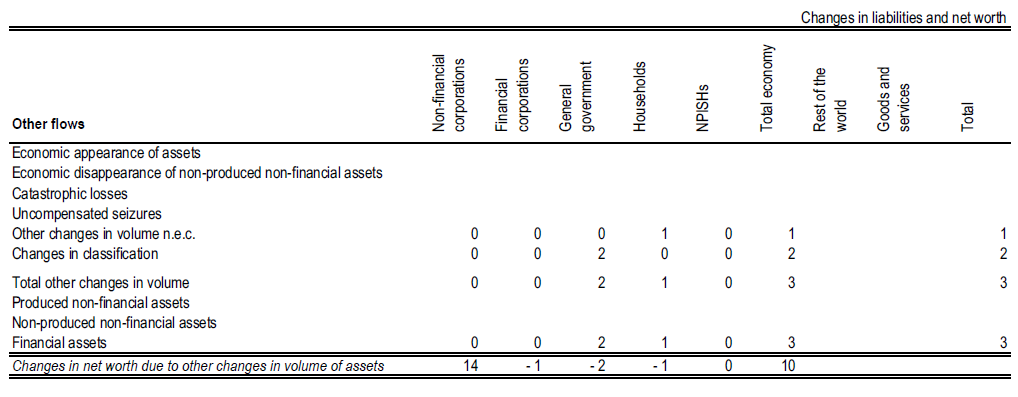 Changes in liabilities and net worth
Other flows Non-financial corporations Financial corporations General government Households NPISHs Total economy Rest of the world Goods and services Total
Economic appearance of assets
Economic disappearance of non-produced non-financial assets
Catastrophic losses
Uncompensated seizures
Other changes in volume n.e.c. 0 0 0 1 0 1 1
Changes in classification 0 0 2 0 0 2 2
Total other changes in volume 0 0 2 1 0 3 3
Produced non-financial assets
Non-produced non-financial assets
Financial assets 0 0 2 1 0 3 3
Changes in net worth due to other changes in volume of assets 14 - 1 - 2 - 1 0 10